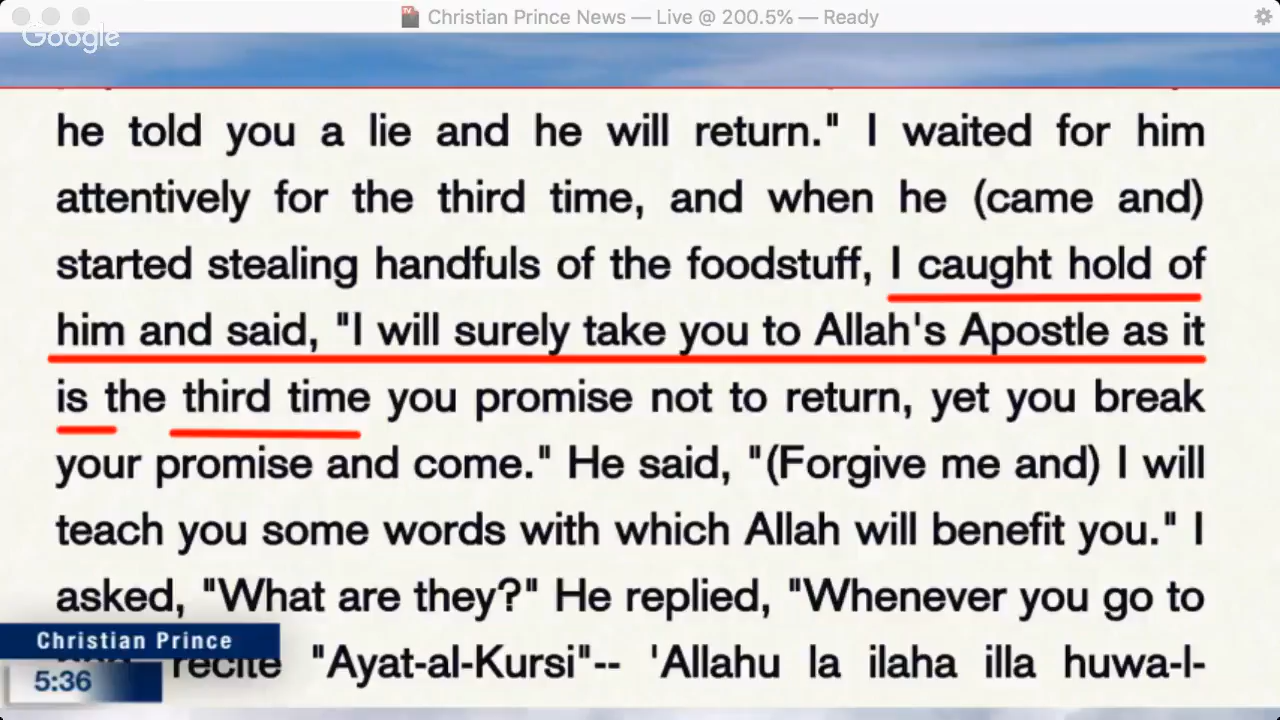 Christian Prince News — Live @ 200.5% — Ready
Google
he told you a lie and he will return." I waited for him
attentively for the third time, and when he (came and)
started stealing handfuls of the foodstuff, I caught hold of
him and said, "I will surely take you to Allah's Apostle as it
is the third time you promise not to return, yet you break
your promise and come." He said, "(Forgive me and) I will
teach you some words with which Allah will benefit you." I
asked, "What are they?" He replied, "Whenever you go to
recite "Ayat-al-Kursi"-- 'Allahu la ilaha illa huwa-l-
Christian Prince
5:36